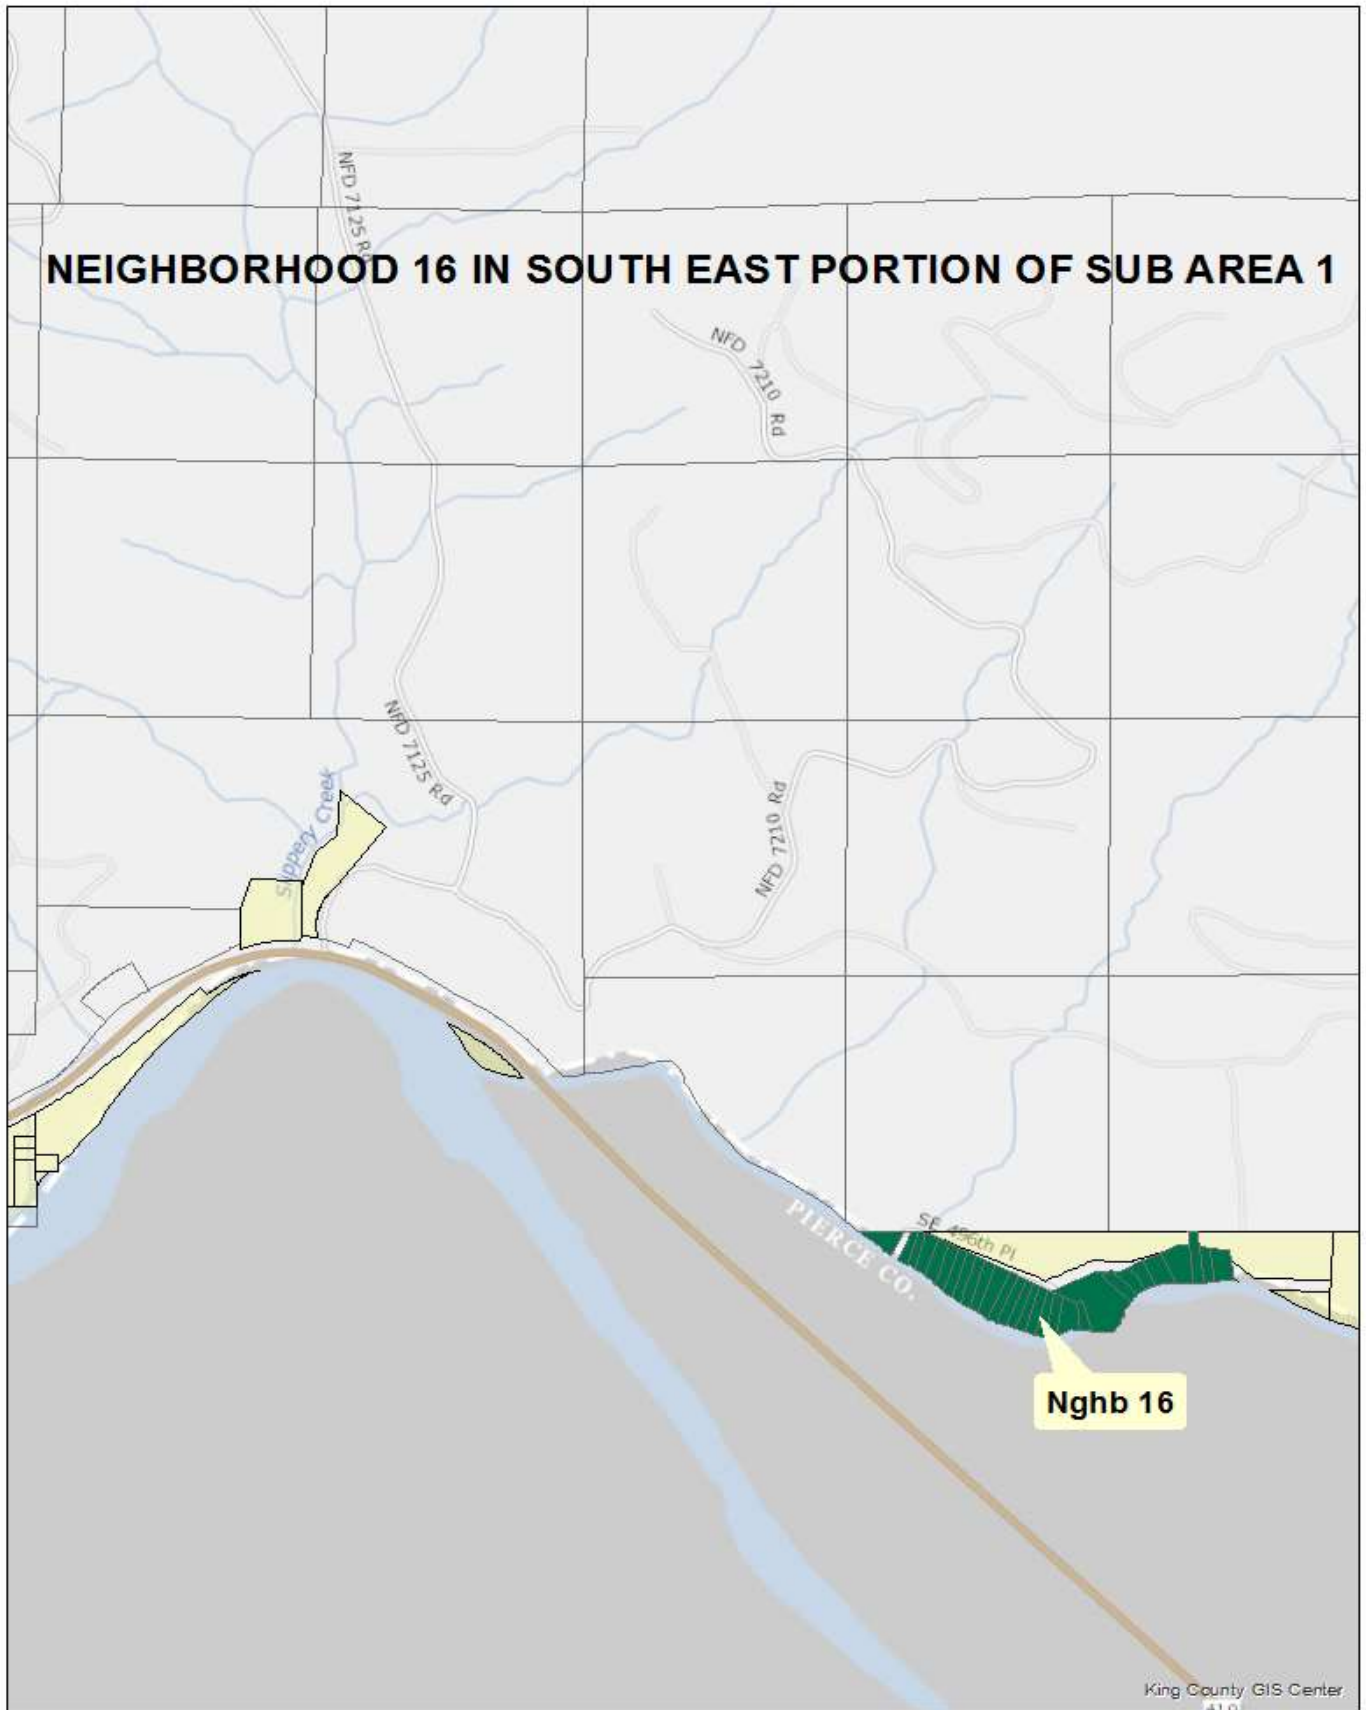 NFD 7125 Rd
NEIGHBORHOOD 16 IN SOUTH EAST PORTION OF SUB AREA 1
NFD 7210 Rd
NFD 7125 Rd
Slippery Creek
NFD 7210 Rd
SE 496th Pl
PIERCE CO.
Nghb 16
King County GIS Center